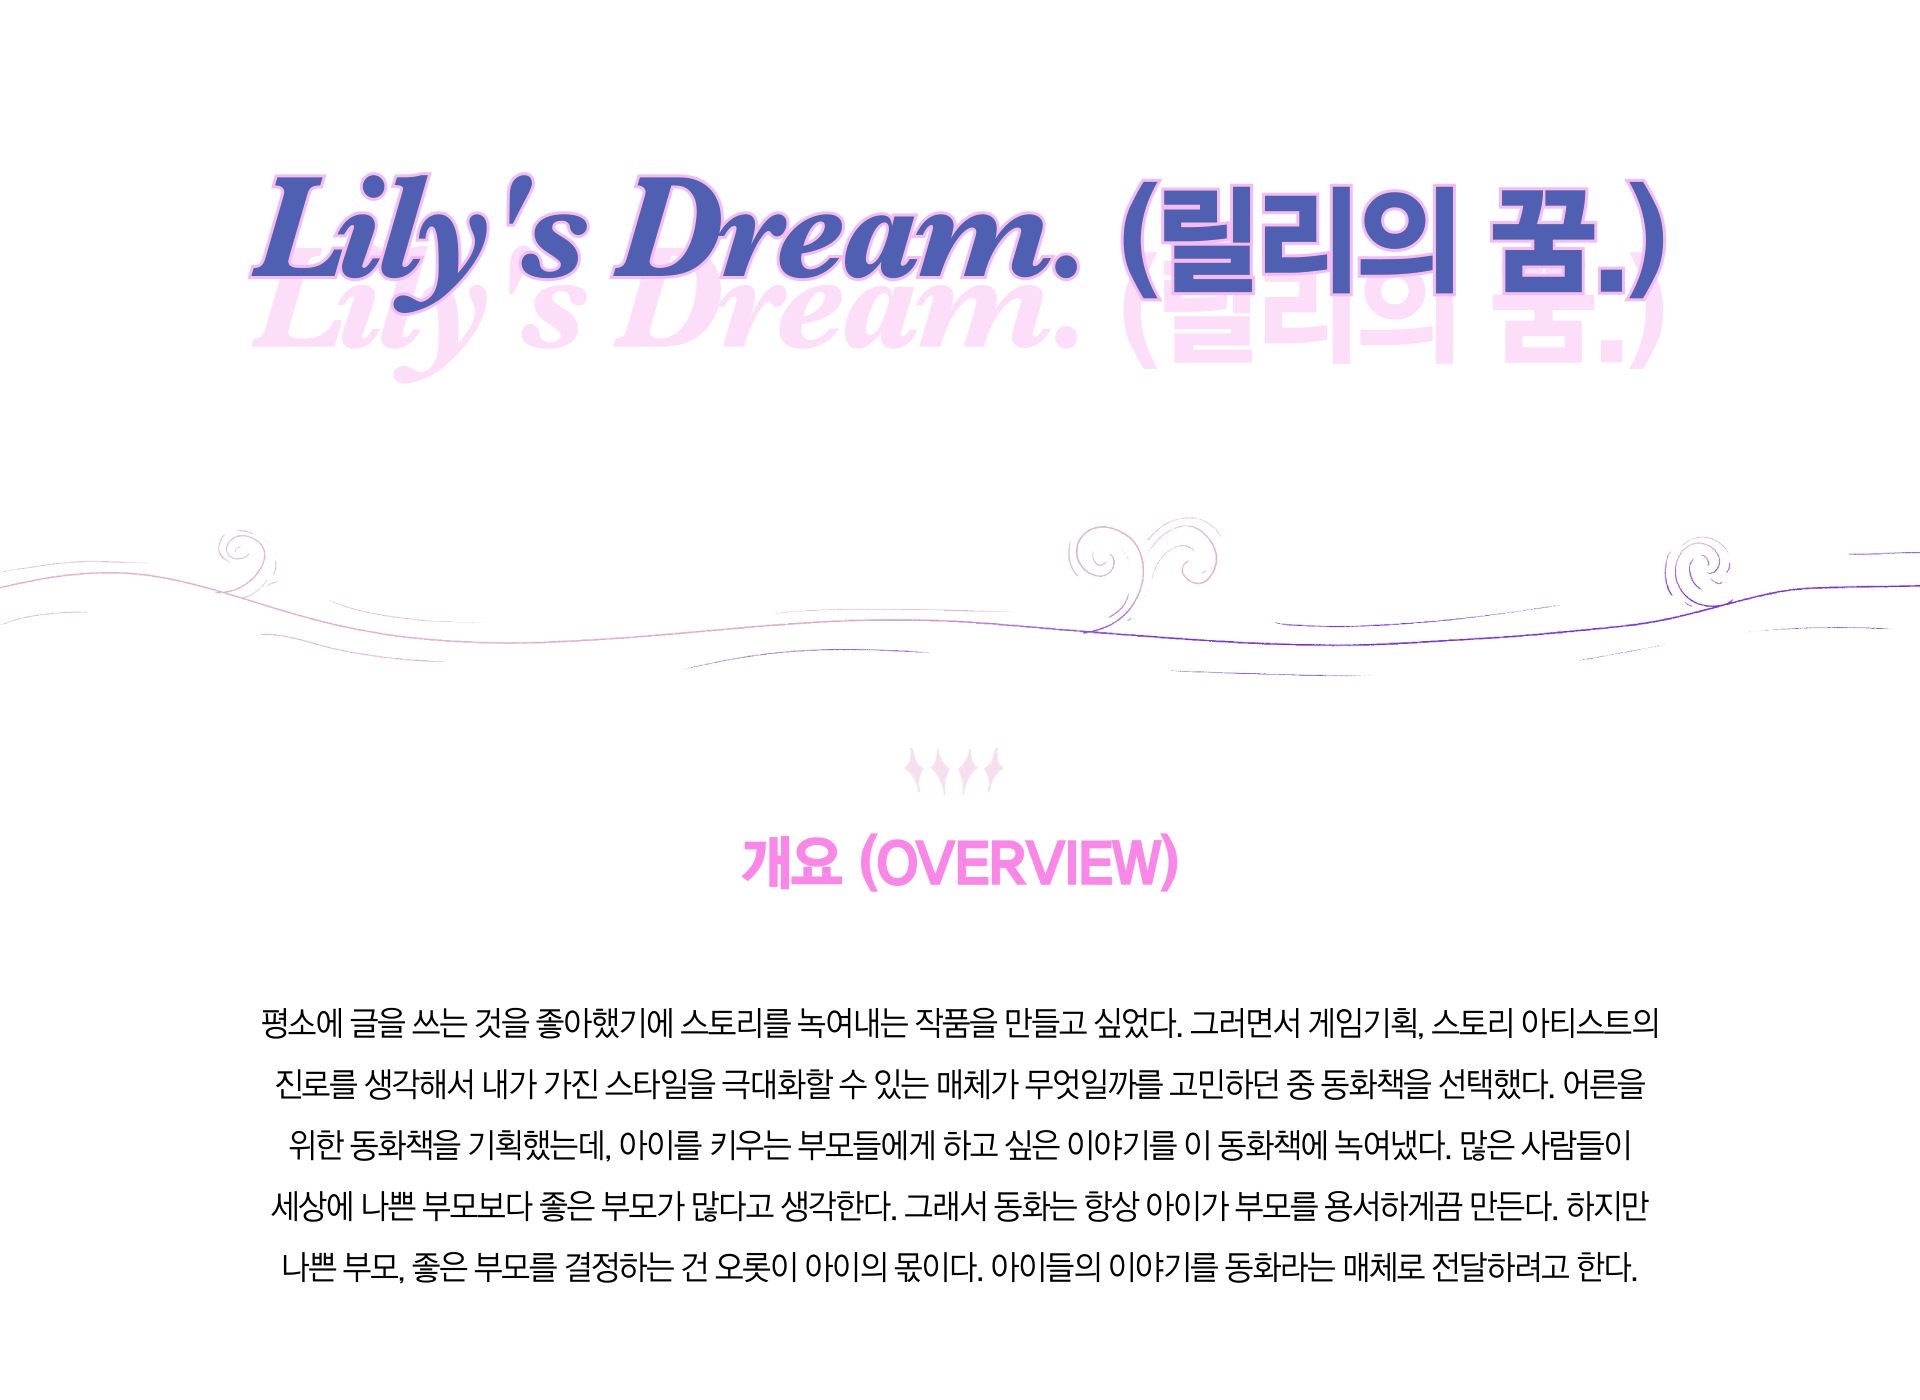 Lily's Dream. (릴리의 꿈.)
개요 (OVERVIEW)
평소에 글을 쓰는 것을 좋아했기에 스토리를 녹여내는 작품을 만들고 싶었다. 그러면서 게임기획, 스토리 아티스트의
진로를 생각해서 내가 가진 스타일을 극대화할 수 있는 매체가 무엇일까를 고민하던 중 동화책을 선택했다. 어른을
위한 동화책을 기획했는데, 아이를 키우는 부모들에게 하고 싶은 이야기를 이 동화책에 녹여냈다. 많은 사람들이
세상에 나쁜 부모보다 좋은 부모가 많다고 생각한다. 그래서 동화는 항상 아이가 부모를 용서하게끔 만든다. 하지만
나쁜 부모, 좋은 부모를 결정하는 건 오롯이 아이의 몫이다. 아이들의 이야기를 동화라는 매체로 전달하려고 한다.